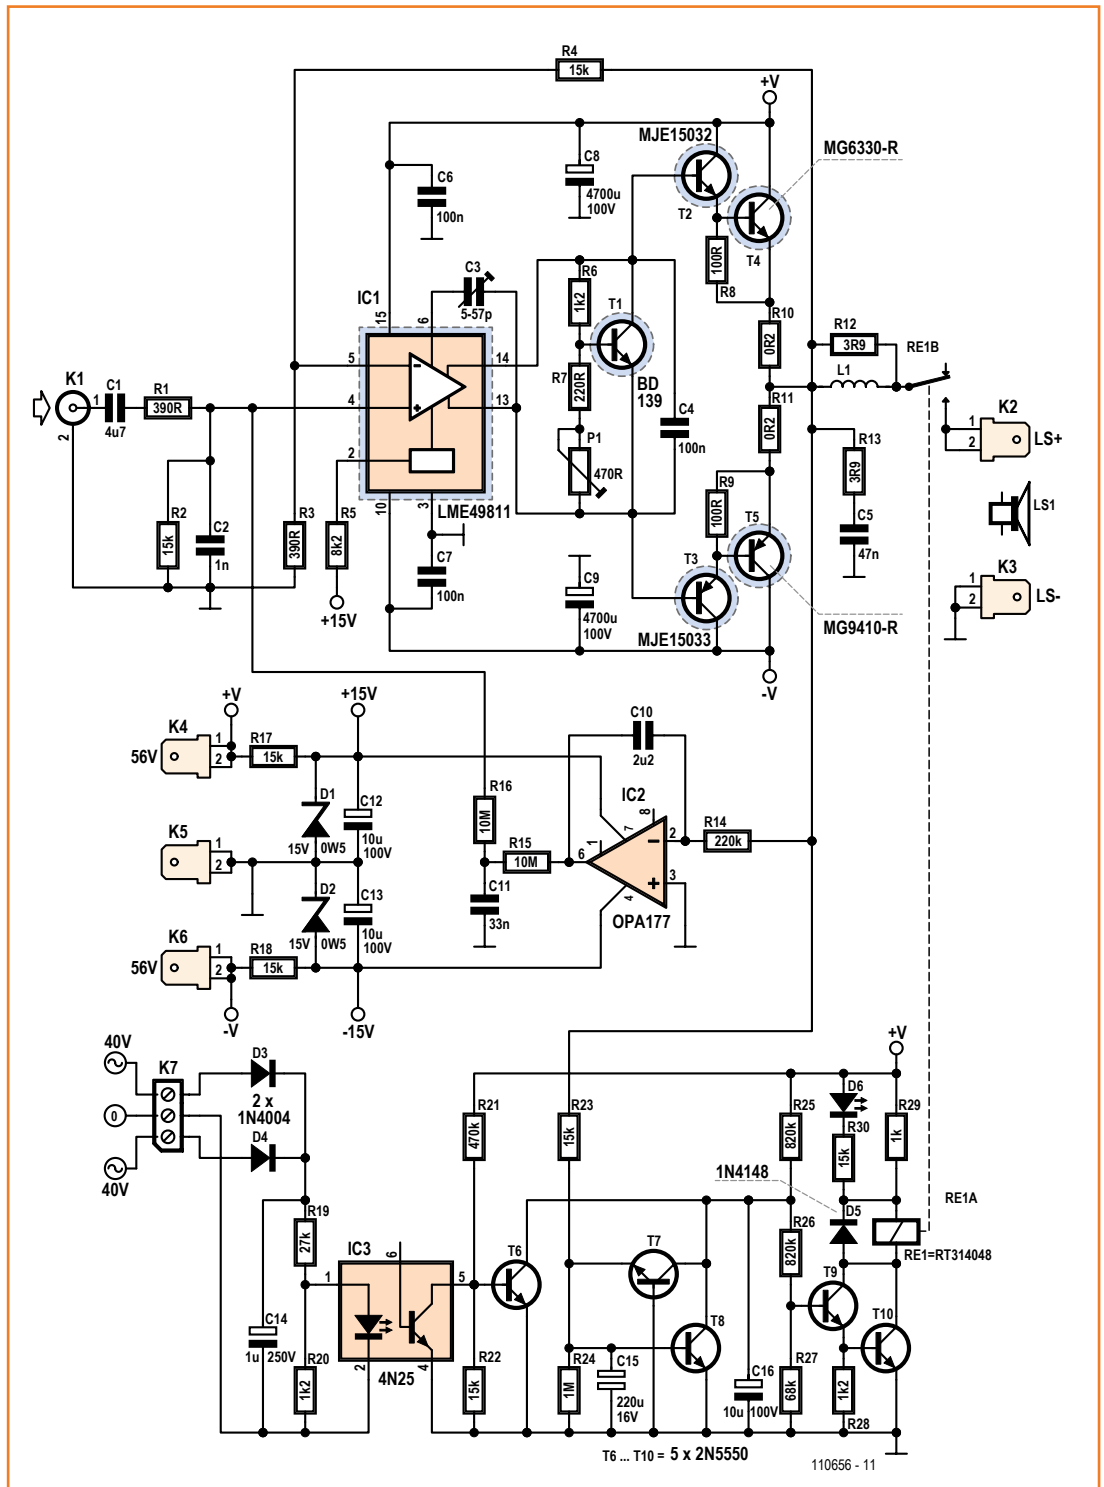 R4
15k
+V
MJE15032
MG6330-R
C8
4700u
100V
C6
100n
T2
T4
100R
R8
C3
5-57p
IC1
15
6
R6
1k2
T1
R10
0R2
R12
3R9
RE1B
5
14
L1
K1
C1
R1
1
390R
4u7
2
4
13
R7
220R
BD
139
C4
100n
R11
0R2
K2
1
2
LS+
2
P1
470R
R13
3R9
R9
100R
LS1
10
3
LME49811
R2
15k
C2
1n
R3
390R
R5
8k2
T5
C5
47n
C7
100n
T3
K3
1
2
LS-
+15V
C9
4700u
100V
MJE15033
MG9410-R
-V
+V
+15V
K4
56V
1
2
R17
15k
C10
2u2
D1
15V
0W5
C12
10u
100V
R16
10M
IC2
8
7
1
R14
220k
2
K5
1
2
R15
10M
6
3
4
D2
15V
0W5
C13
10u
100V
C11
33n
OPA177
K6
56V
1
2
R18
15k
-V
-15V
40V
K7
D3
2 x
1N4004
0
D4
40V
+V
R21
470k
R23
15k
R25
820k
D6
R29
1k
R30
15k
1N4148
RE1A
R19
27k
D5
R26
820k
RE1=RT314048
IC3
6
1
5
T6
T7
T9
T8
T10
C14
1u 250V
R20
1k2
2
4
4N25
R22
15k
R24
1M
C15
220u
16V
C16
10u 100V
R27
68k
1k2
R28
T6 ... T10 = 5 x 2N5550
110656 - 11